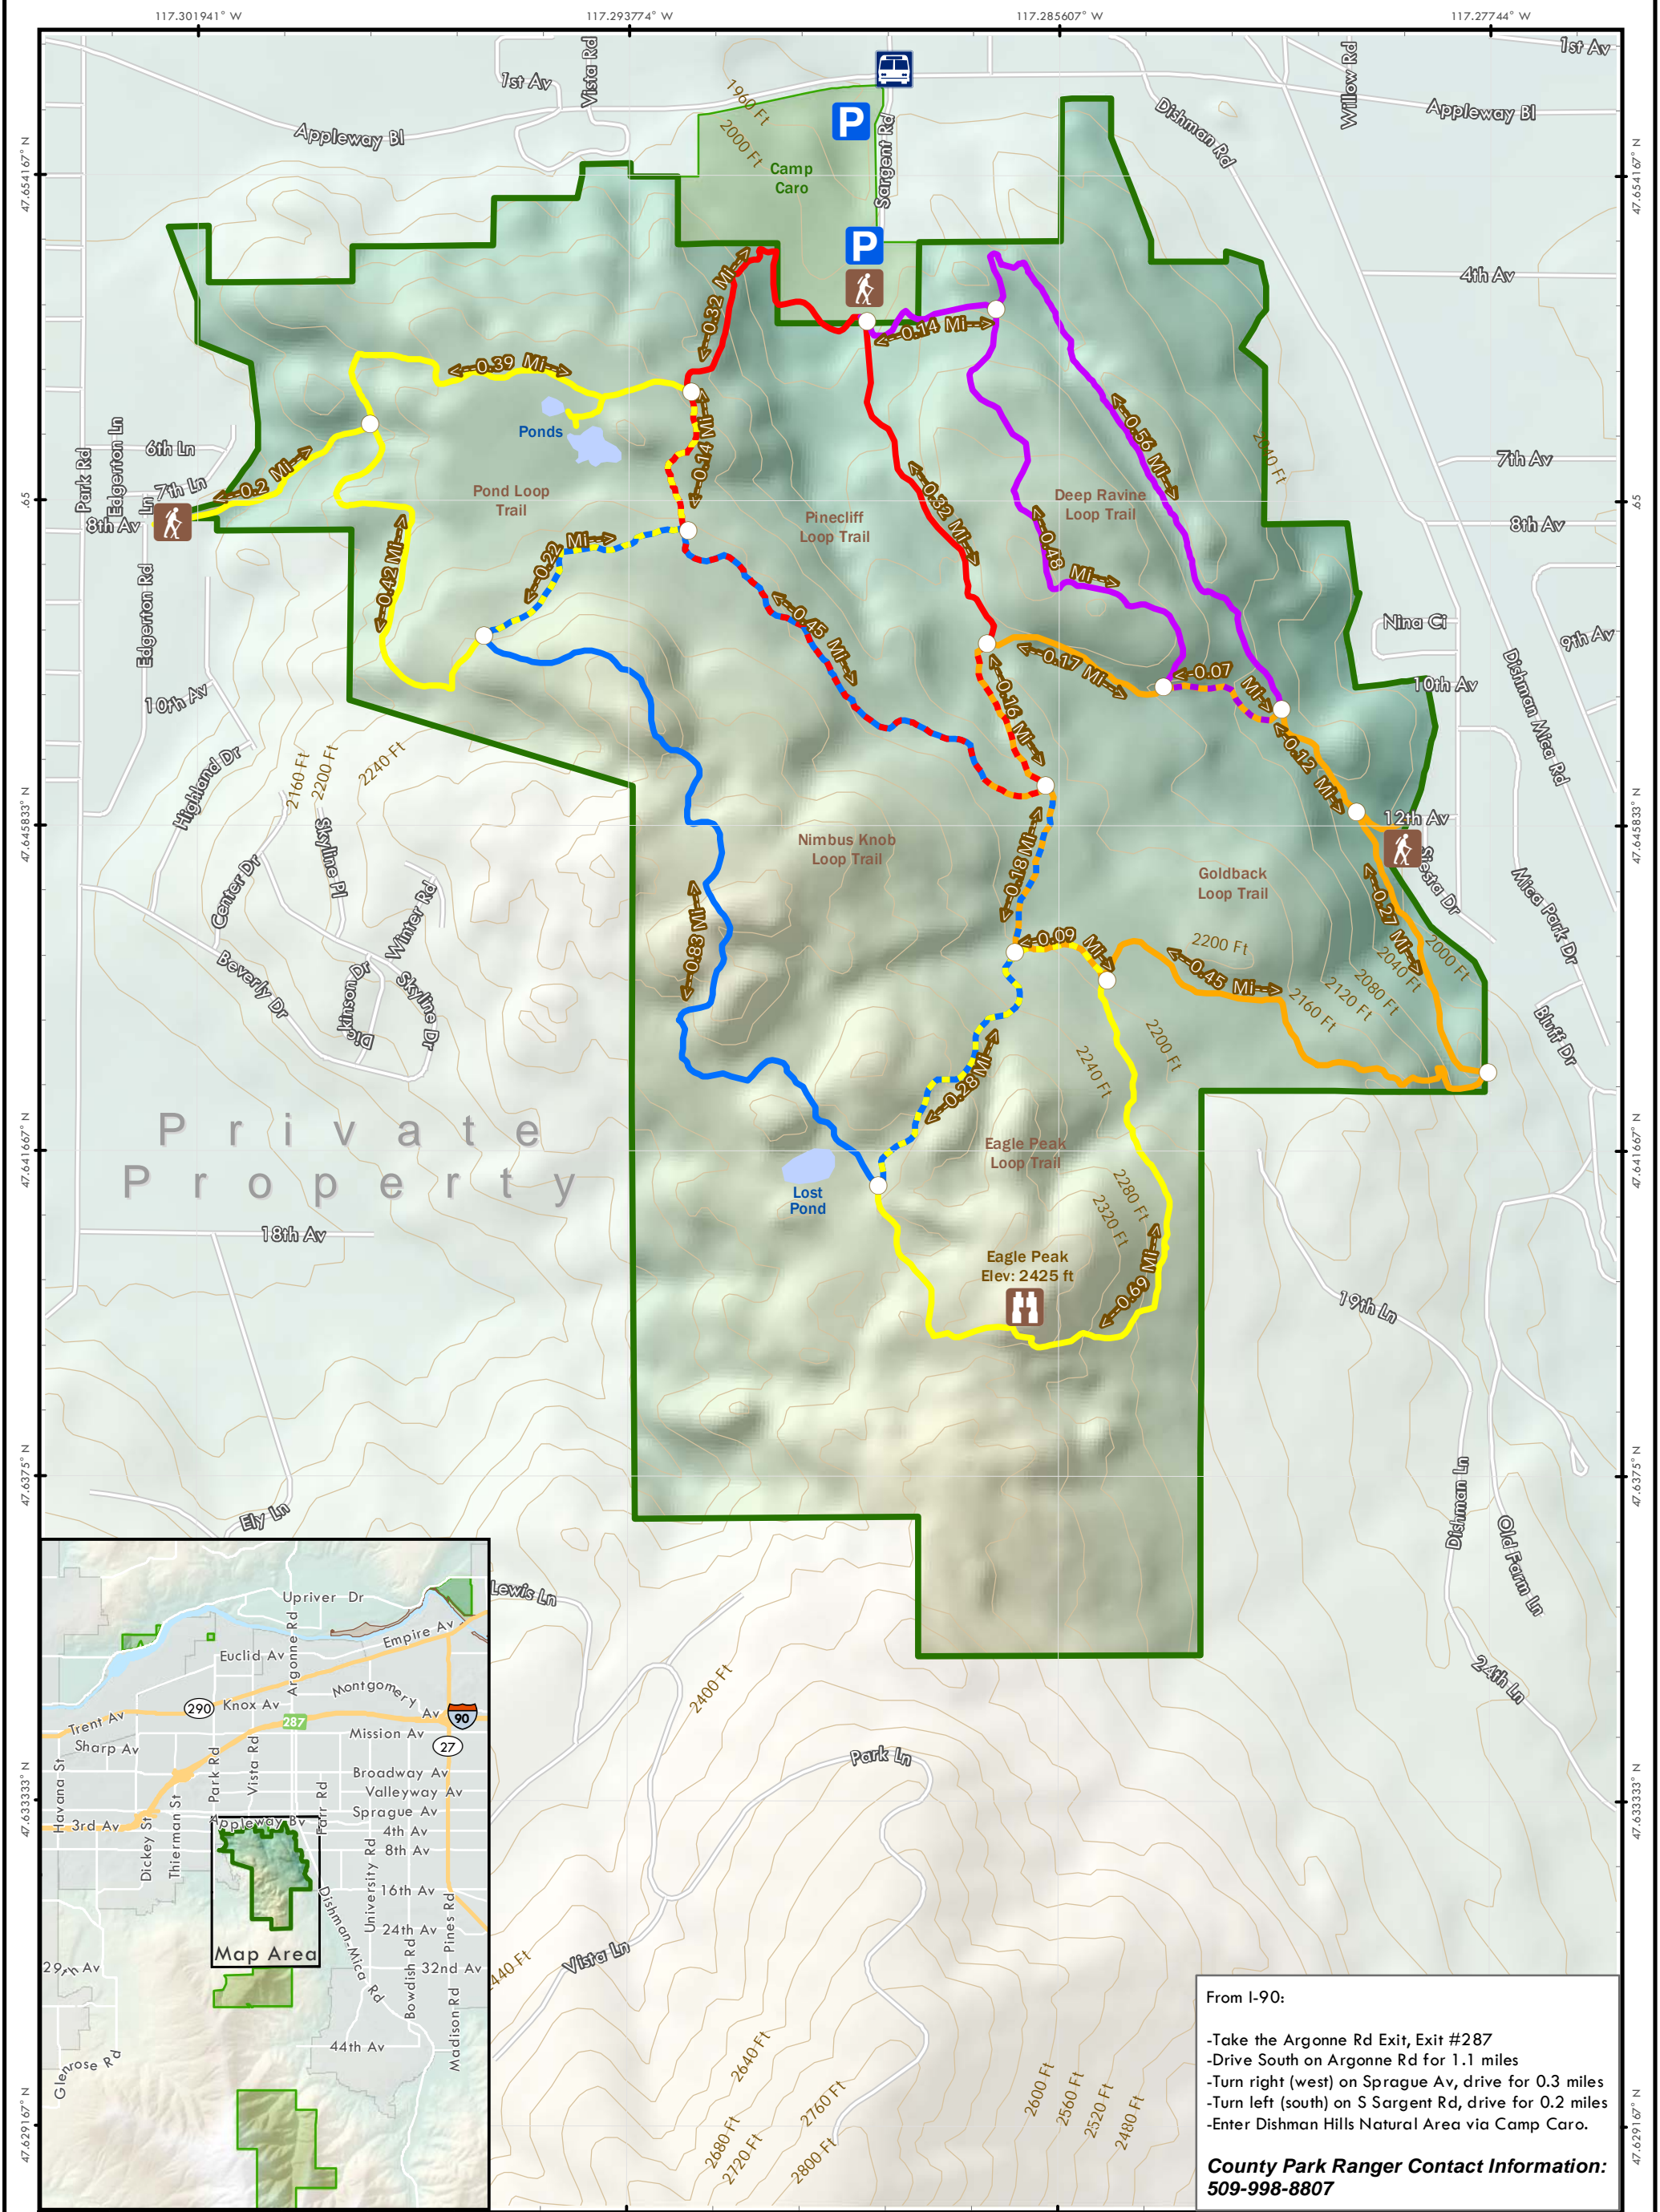 117.301941° W
117.293774° W
117.285607° W
117.27744° W
1st Av
1st Av
Vista Rd
Willow Rd
Appleway Bl
Appleway Bl
Dishman Rd
1960 Ft
2000 Ft
P
Camp
Caro
Sargent Rd
P
47.654167° N
47.654167° N
4th Av
0.32 Mi
0.14 Mi
0.39 Mi
0.56 Mi
2040 Ft
Ponds
0.14 Mi
6th Ln
7th Ln
Edgerton Ln
Park Rd
Ln
8th Av
0.2 Mi
7th Av
8th Av
.65
.65
Pond Loop
Trail
Pinecliff
Loop Trail
Deep Ravine
Loop Trail
0.32 Mi
0.48 Mi
0.22 Mi
0.42 Mi
0.45 Mi
Edgerton Rd
10th Av
Nina Ci
9th Av
10th Av
0.17 Mi
0.07 Mi
0.16 Mi
0.12 Mi
Dishman Mica Rd
Highland Dr
2160 Ft
2200 Ft
2240 Ft
Skyline Pl
47.645833° N
47.645833° N
12th Av
Siesta Dr
Nimbus Knob
Loop Trail
0.18 Mi
Goldback
Loop Trail
Center Dr
Winter Rd
Beverly Dr
Dickinson Dr
Skyline Dr
0.83 Mi
0.09 Mi
0.27 Mi
Mica Park Dr
2200 Ft
0.45 Mi
2160 Ft
2120 Ft
2080 Ft
2040 Ft
2000 Ft
Bluff Dr
0.28 Mi
2240 Ft
2200 Ft
Private
Property
47.641667° N
47.641667° N
Eagle Peak
Loop Trail
Lost
Pond
2280 Ft
2320 Ft
18th Av
Eagle Peak
Elev: 2425 ft
0.69 Mi
19th Ln
47.6375° N
47.6375° N
Ely Ln
Dishman Ln
Old Farm Ln
Lewis Ln
24th Ln
2400 Ft
Park Ln
Vista Ln
47.633333° N
47.633333° N
440 Ft
2640 Ft
2680 Ft
2720 Ft
2760 Ft
2800 Ft
2600 Ft
2560 Ft
2520 Ft
2480 Ft
47.629167° N
47.629167° N
Upriver Dr
Argonne Rd
Empire Av
Euclid Av
290
Knox Av
Montgomery Av
90
Trent Av
287
Mission Av
27
Sharp Av
Havana St
Park Rd
Vista Rd
Broadway Av
Valleyway Av
Farr Rd
Sprague Av
3rd Av
Appleway Bv
4th Av
8th Av
Dickey St
Thierman St
University Rd
16th Av
24th Av
Dishman-Mica Rd
Bowdish Rd
Pines Rd
Map Area
29th Av
32nd Av
44th Av
Madison Rd
Glenrose Rd
From I-90:
-Take the Argonne Rd Exit, Exit #287
-Drive South on Argonne Rd for 1.1 miles
-Turn right (west) on Sprague Av, drive for 0.3 miles
-Turn left (south) on S Sargent Rd, drive for 0.2 miles
-Enter Dishman Hills Natural Area via Camp Caro.
County Park Ranger Contact Information:
509-998-8807